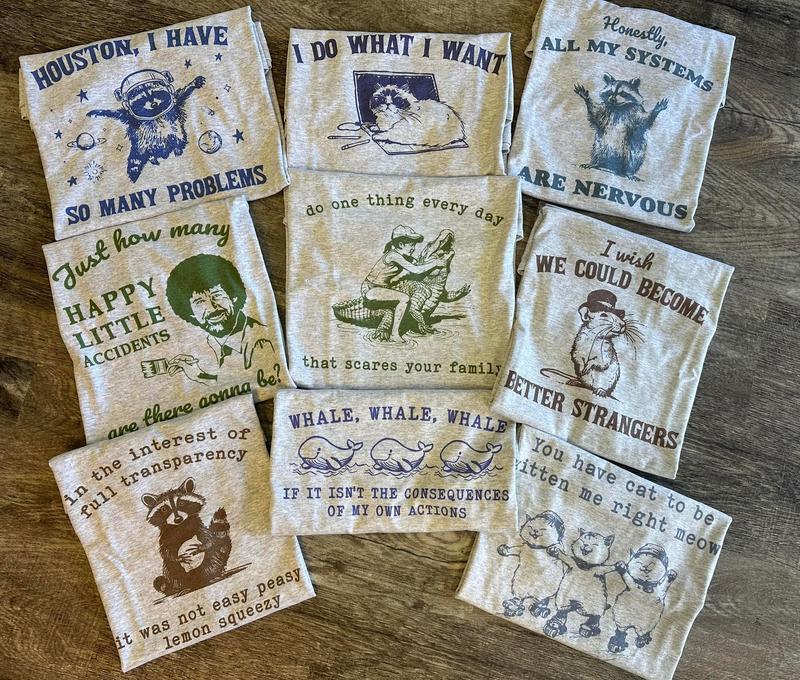 HOUSTON, I HAVE
SO MANY PROBLEMS
I DO WHAT I WANT
Honestly,
ALL MY SYSTEMS
ARE NERVOUS
Just how many
HAPPY
LITTLE
ACCIDENTS
are there gonna be?
do one thing every day
that scares your family
I wish
WE COULD BECOME
BETTER STRANGERS
in the interest of
full transparency
it was not easy peasy
lemon squeezy
WHALE, WHALE, WHALE
IF IT ISN'T THE CONSEQUENCES
OF MY OWN ACTIONS
You have cat to be
kitten me right meow